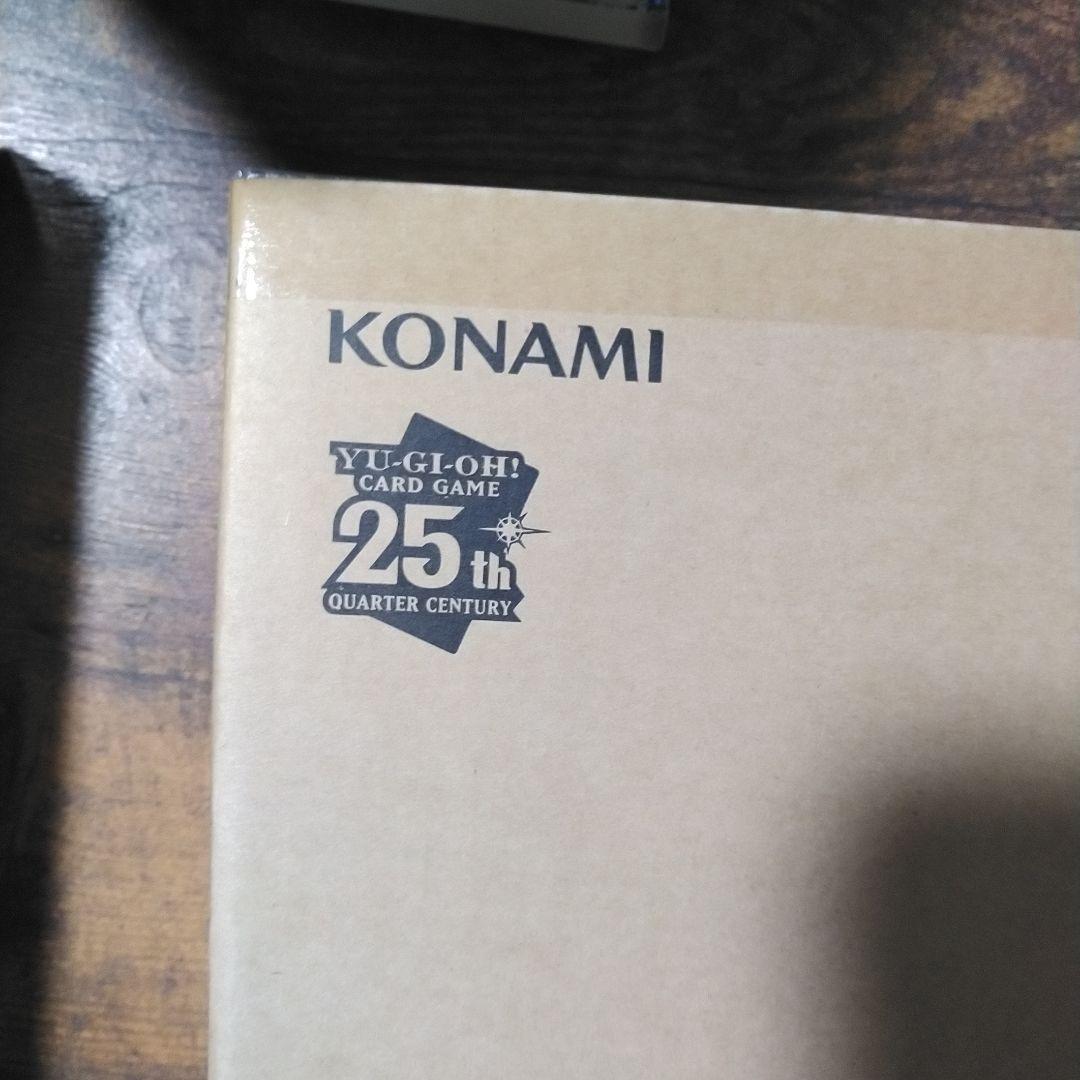 KONAMI
YU-GI-OH!
CARD GAME
25th
QUARTER CENTURY